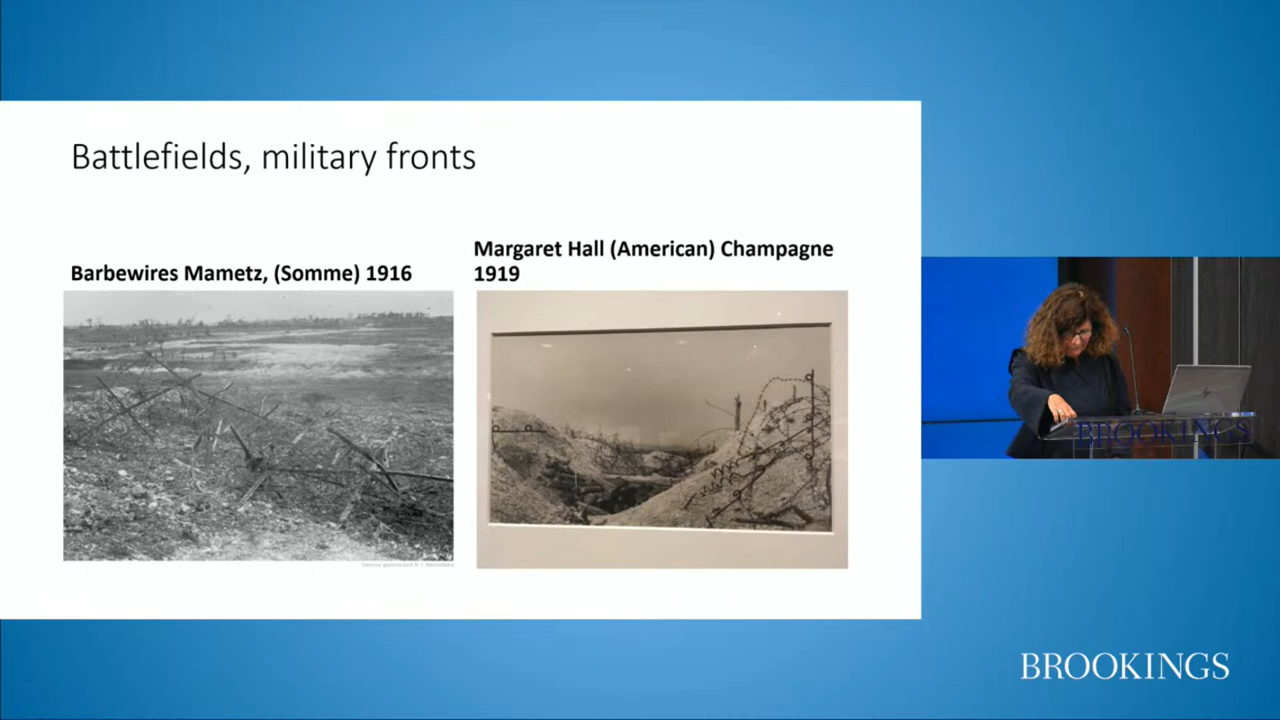 Battlefields, military fronts
Margaret Hall (American) Champagne
1919
Barbewires Mametz, (Somme) 1916
BROOKINGS
BROOKINGS